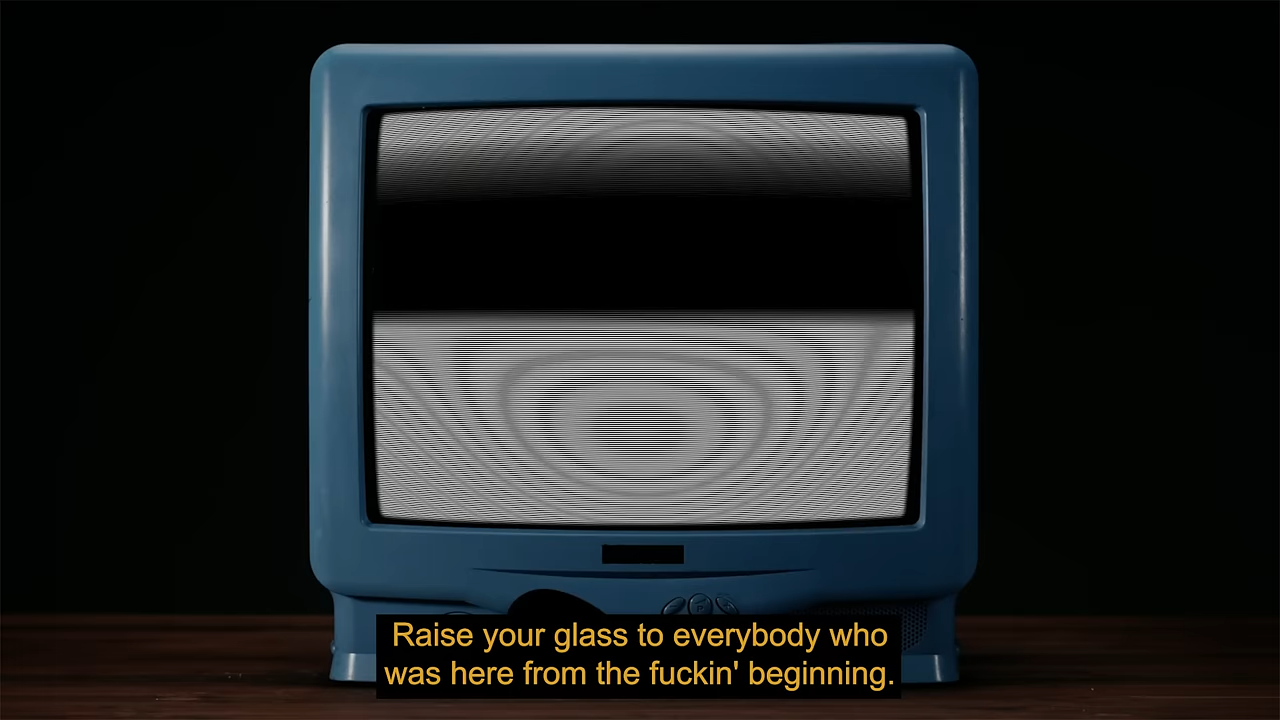 Raise your glass to everybody who
was here from the fuckin' beginning.